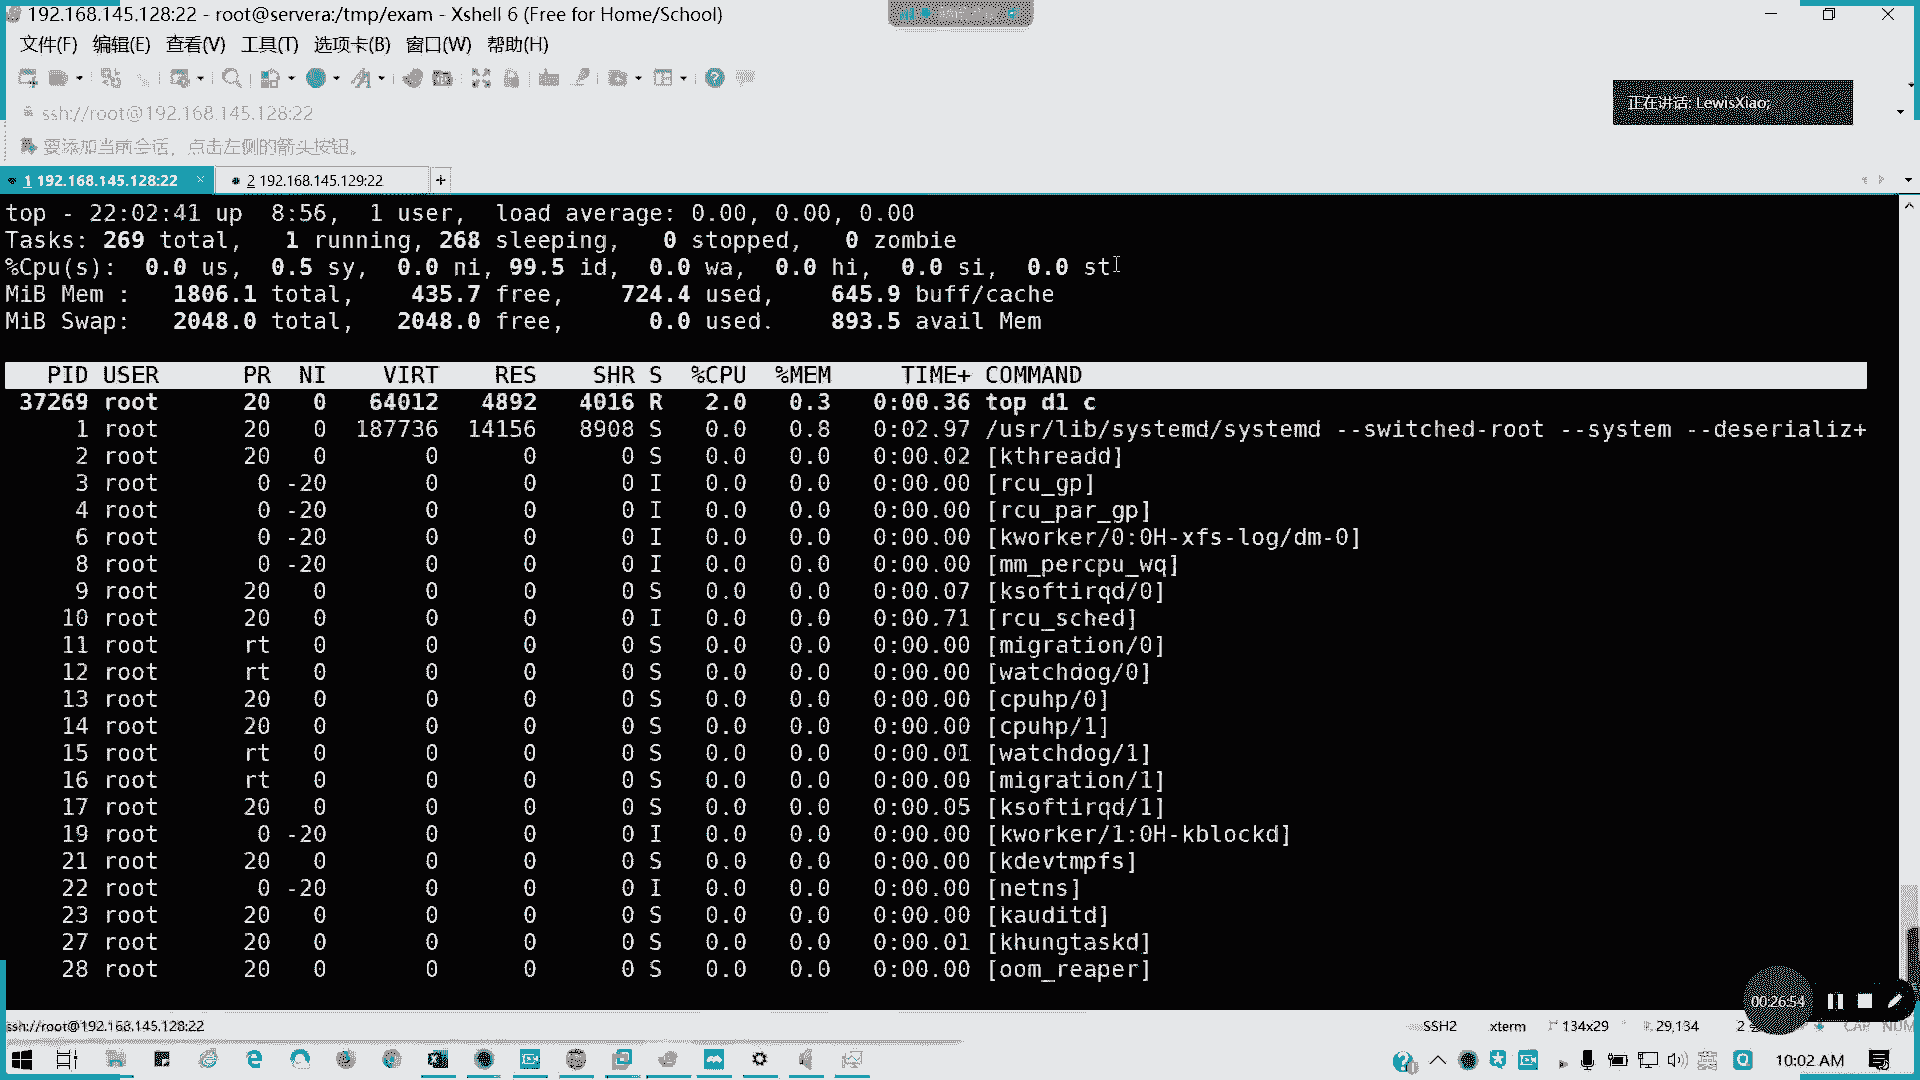 192.168.145.128:22 - root@servera:/tmp/exam - Xshell 6 (Free for Home/School)
文件(F) 编辑(E) 查看(V) 工具(T) 选项卡(B) 窗口(W) 帮助(H)
ssh://root@192.168.145.128:22
正在讲话: LewisXiao;
要添加当前会话，点击左侧的箭头按钮。
1 192.168.145.128:22 2 192.168.145.129:22 +
top - 22:02:41 up  8:56,  1 user,  load average: 0.00, 0.00, 0.00
Tasks: 269 total,   1 running, 268 sleeping,   0 stopped,   0 zombie
%Cpu(s):  0.0 us,  0.5 sy,  0.0 ni, 99.5 id,  0.0 wa,  0.0 hi,  0.0 si,  0.0 st
MiB Mem :   1806.1 total,    435.7 free,    724.4 used,    645.9 buff/cache
MiB Swap:   2048.0 total,   2048.0 free,      0.0 used.    893.5 avail Mem
PID USER PR NI VIRT RES SHR S %CPU %MEM TIME+ COMMAND
37269 root 20 0 64012 4892 4016 R 2.0 0.3 0:00.36 top d1 c
1 root 20 0 187736 14156 8908 S 0.0 0.8 0:02.97 /usr/lib/systemd/systemd --switched-root --system --deserializ+
2 root 20 0 0 0 0 S 0.0 0.0 0:00.02 [kthreadd]
3 root 0 -20 0 0 0 I 0.0 0.0 0:00.00 [rcu_gp]
4 root 0 -20 0 0 0 I 0.0 0.0 0:00.00 [rcu_par_gp]
6 root 0 -20 0 0 0 I 0.0 0.0 0:00.00 [kworker/0:0H-xfs-log/dm-0]
8 root 0 -20 0 0 0 I 0.0 0.0 0:00.00 [mm_percpu_wq]
9 root 20 0 0 0 0 S 0.0 0.0 0:00.07 [ksoftirqd/0]
10 root 20 0 0 0 0 I 0.0 0.0 0:00.71 [rcu_sched]
11 root rt 0 0 0 0 S 0.0 0.0 0:00.00 [migration/0]
12 root rt 0 0 0 0 S 0.0 0.0 0:00.00 [watchdog/0]
13 root 20 0 0 0 0 S 0.0 0.0 0:00.00 [cpuhp/0]
14 root 20 0 0 0 0 S 0.0 0.0 0:00.00 [cpuhp/1]
15 root rt 0 0 0 0 S 0.0 0.0 0:00.01 [watchdog/1]
16 root rt 0 0 0 0 S 0.0 0.0 0:00.00 [migration/1]
17 root 20 0 0 0 0 S 0.0 0.0 0:00.05 [ksoftirqd/1]
19 root 0 -20 0 0 0 I 0.0 0.0 0:00.00 [kworker/1:0H-kblockd]
21 root 20 0 0 0 0 S 0.0 0.0 0:00.00 [kdevtmpfs]
22 root 0 -20 0 0 0 I 0.0 0.0 0:00.00 [netns]
23 root 20 0 0 0 0 S 0.0 0.0 0:00.00 [kauditd]
27 root 20 0 0 0 0 S 0.0 0.0 0:00.01 [khungtaskd]
28 root 20 0 0 0 0 S 0.0 0.0 0:00.00 [oom_reaper]
00:26:54
ssh://root@192.168.145.128:22 SSH2 xterm 134x29 29,134 2 CAP NUM
10:02 AM